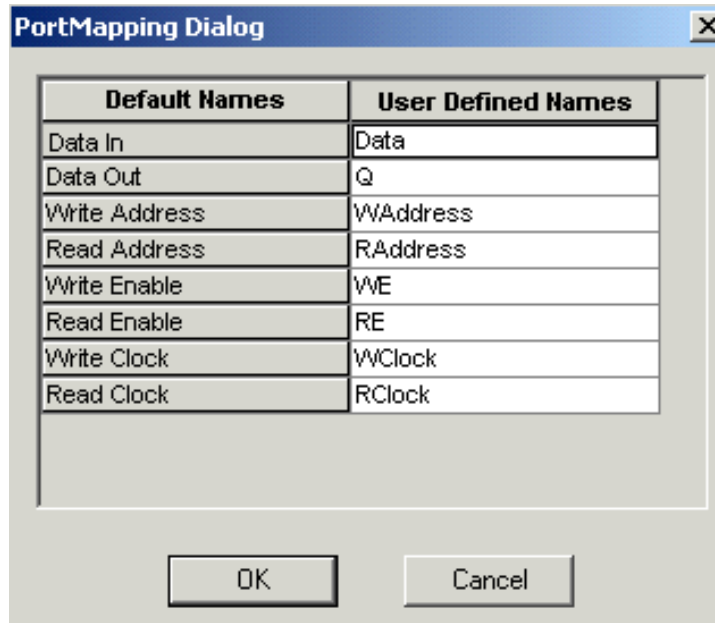 PortMapping Dialog
Default Names User Defined Names
Data In Data
Data Out Q
Write Address WAddress
Read Address RAddress
Write Enable WE
Read Enable RE
Write Clock WClock
Read Clock RClock
OK Cancel